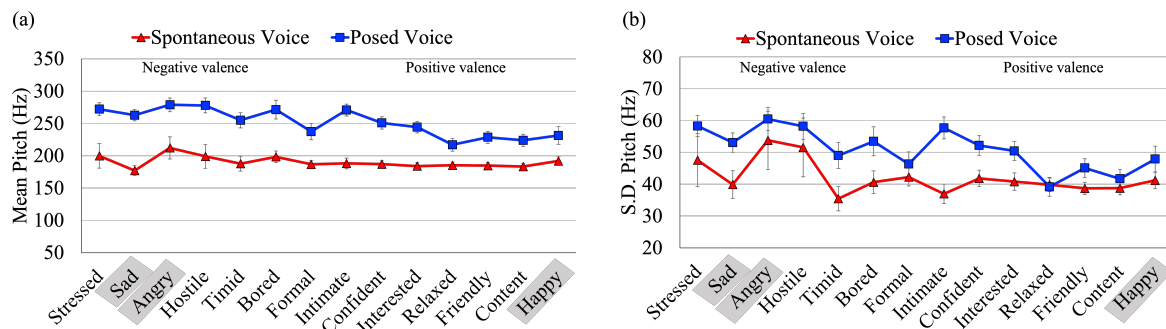 (a)
Spontaneous Voice Posed Voice
Negative valence Positive valence
Mean Pitch (Hz)
350
300
250
200
150
100
50
Stressed
Sad
Angry
Hostile
Timid
Bored
Formal
Intimate
Confident
Interested
Relaxed
Friendly
Content
Happy
(b)
Spontaneous Voice Posed Voice
Negative valence Positive valence
S.D. Pitch (Hz)
80
70
60
50
40
30
20
Stressed
Sad
Angry
Hostile
Timid
Bored
Formal
Intimate
Confident
Interested
Relaxed
Friendly
Content
Happy